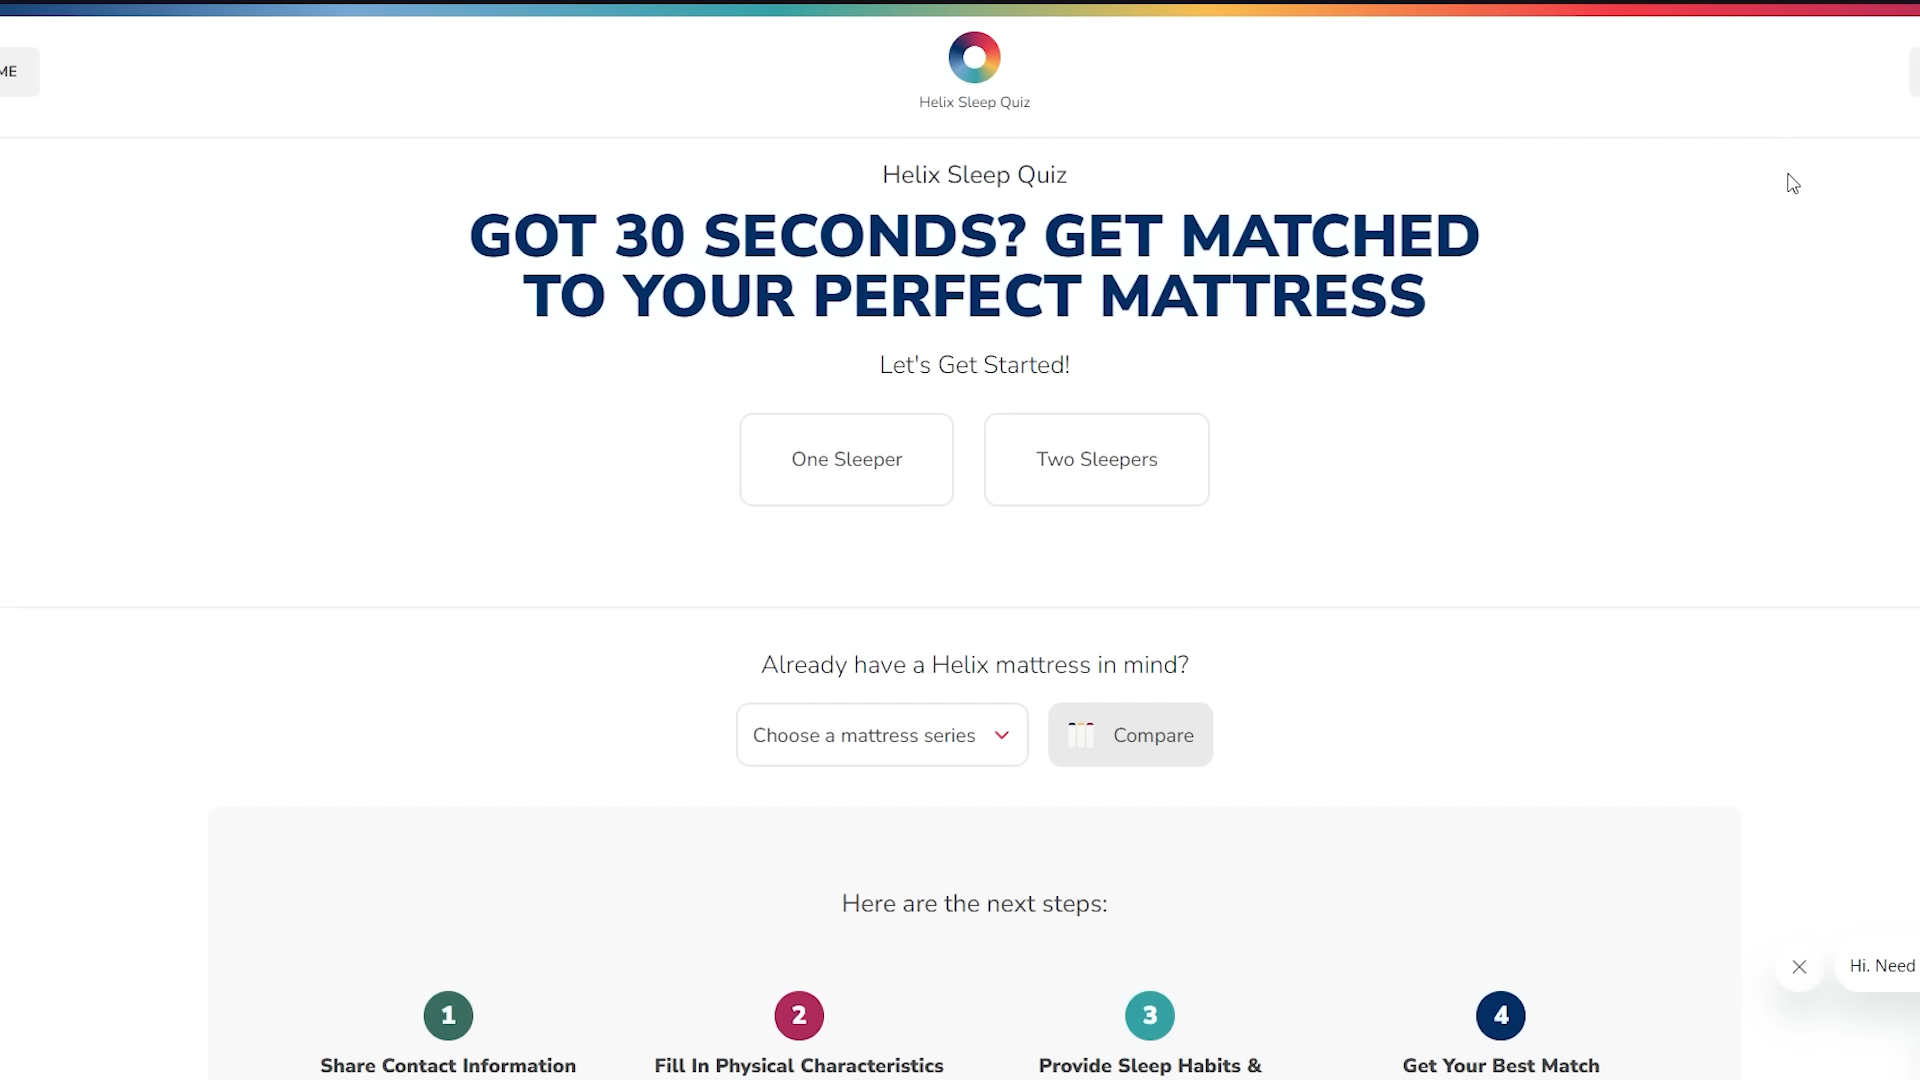 ME
Helix Sleep Quiz
Helix Sleep Quiz
GOT 30 SECONDS? GET MATCHED
TO YOUR PERFECT MATTRESS
Let's Get Started!
One Sleeper
Two Sleepers
Already have a Helix mattress in mind?
Choose a mattress series
Compare
Here are the next steps:
Hi. Need
1
2
3
4
Share Contact Information
Fill In Physical Characteristics
Provide Sleep Habits &
Get Your Best Match